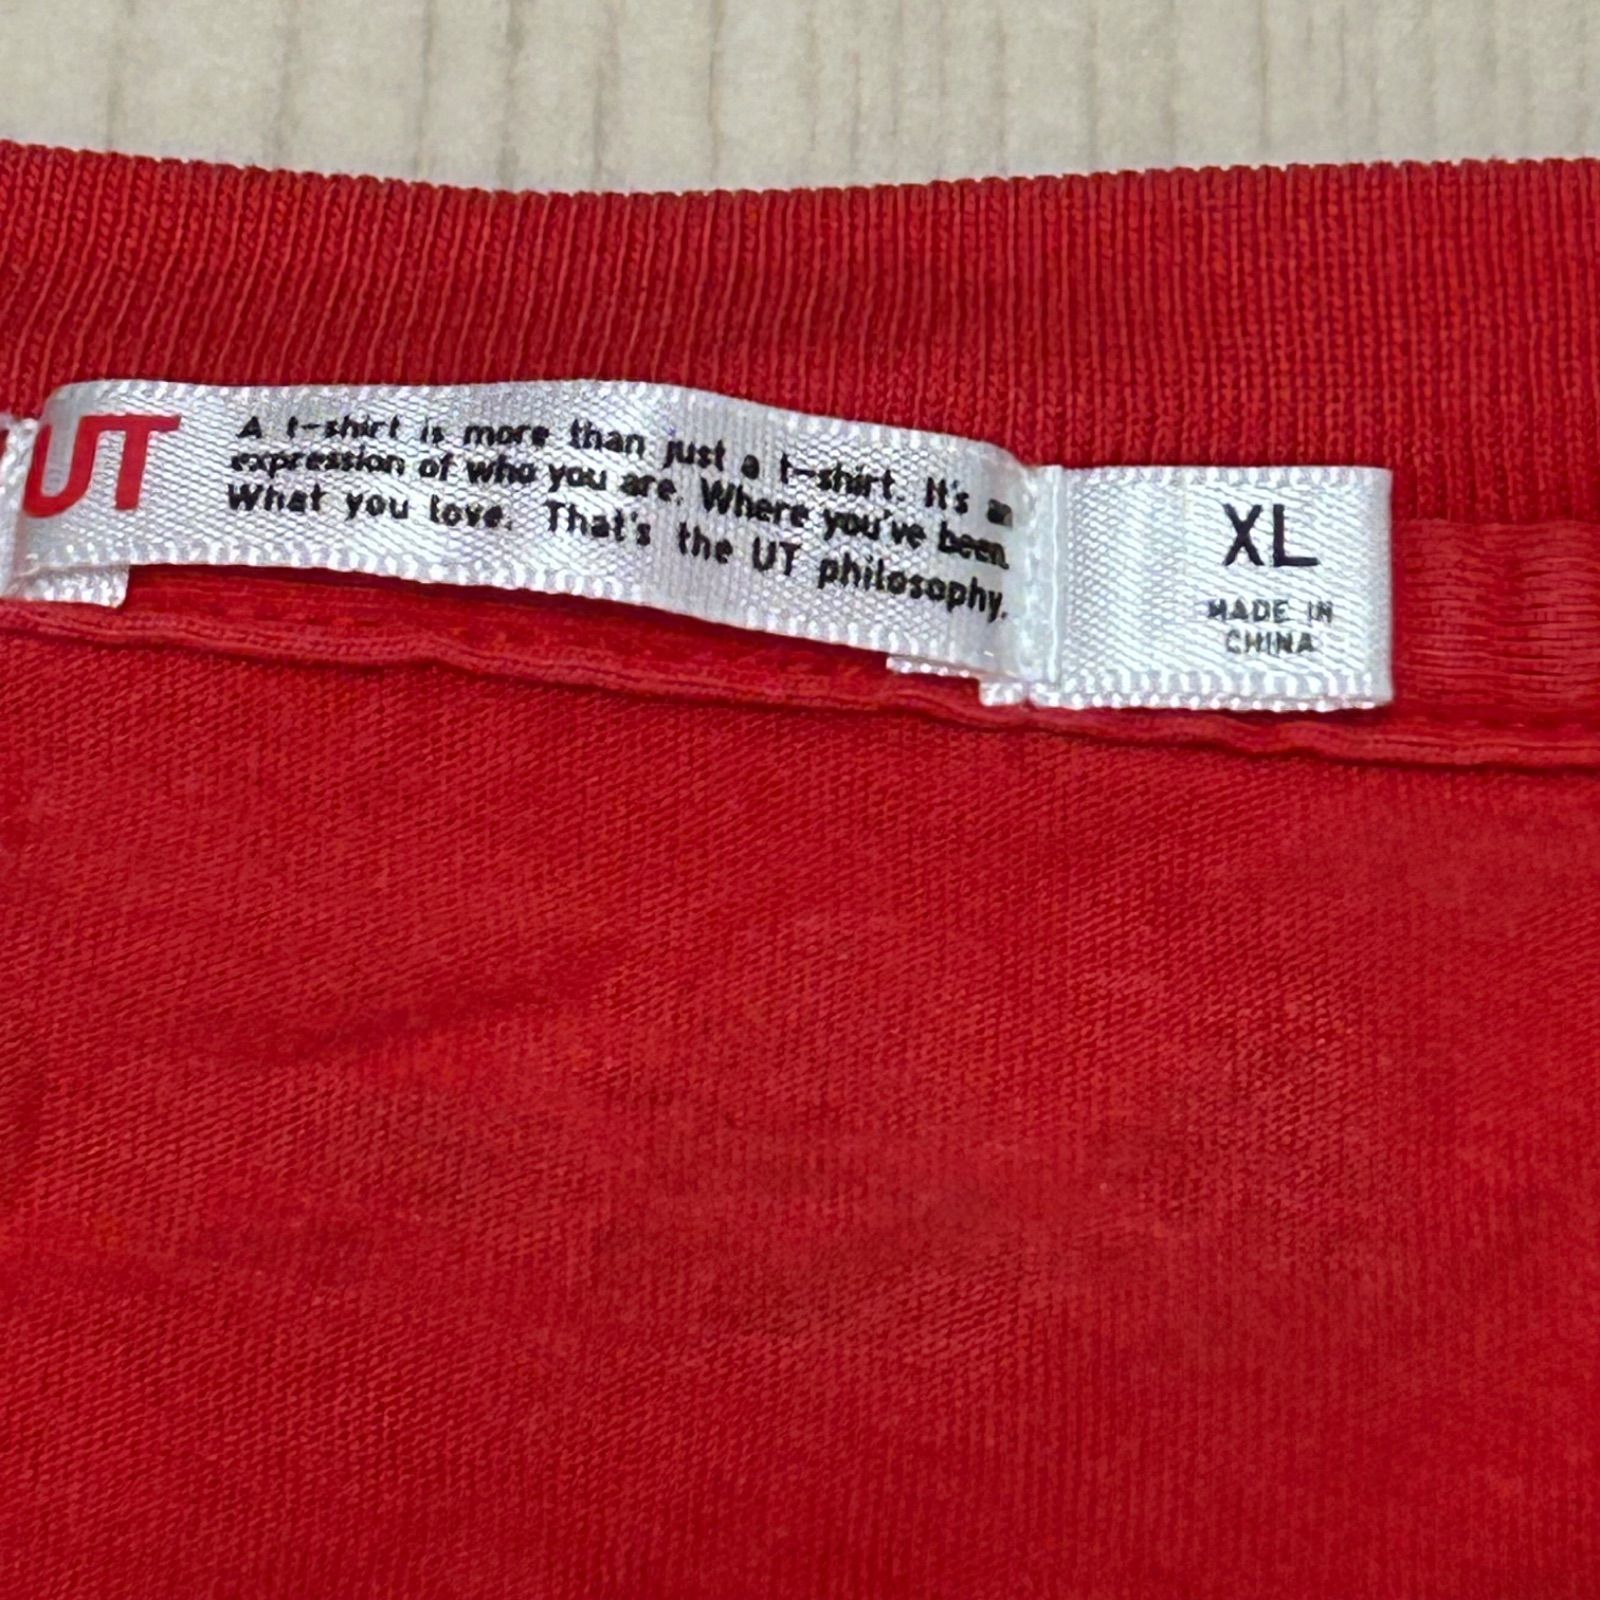 UT
A t-shirt is more than just a t-shirt. It's an
expression of who you are. Where you've been.
What you love. That's the UT philosophy.
XL
MADE IN
CHINA